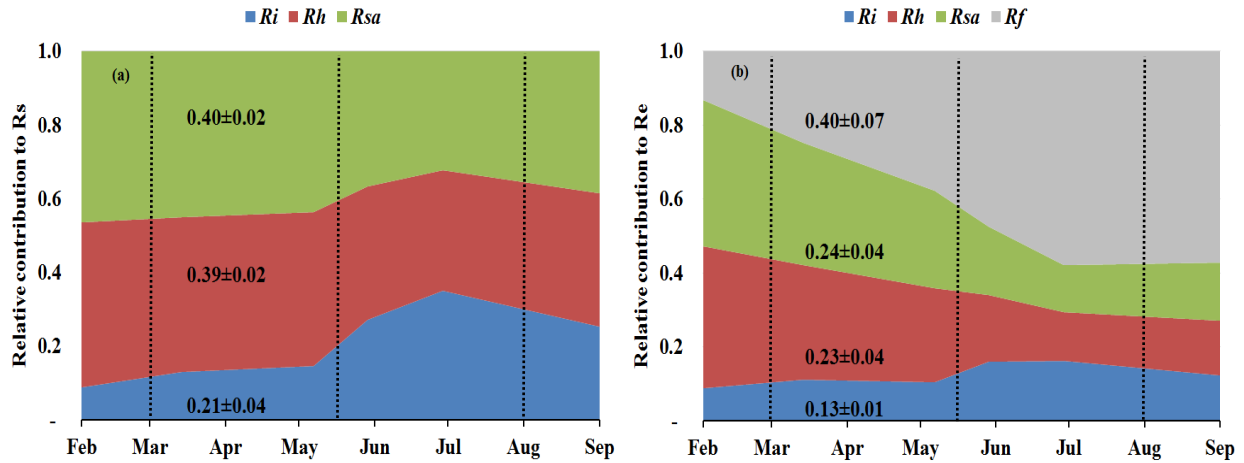 Ri Rh Rsa
Relative contribution to Rs
1.0
0.8
0.6
0.4
0.2
-
(a)
0.40±0.02
0.39±0.02
0.21±0.04
Feb Mar Apr May Jun Jul Aug Sep
Ri Rh Rsa Rf
Relative contribution to Re
1.0
0.8
0.6
0.4
0.2
-
(b)
0.40±0.07
0.24±0.04
0.23±0.04
0.13±0.01
Feb Mar Apr May Jun Jul Aug Sep